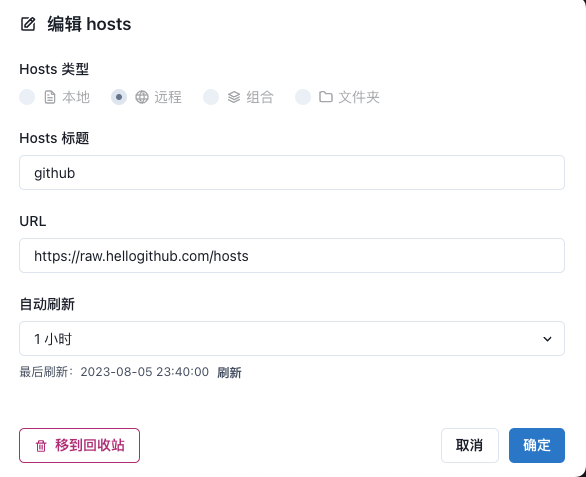 编辑 hosts
Hosts 类型
本地 远程 组合 文件夹
Hosts 标题
github
URL
https://raw.hellogithub.com/hosts
自动刷新
1 小时
最后刷新：2023-08-05 23:40:00 刷新
移到回收站 取消 确定